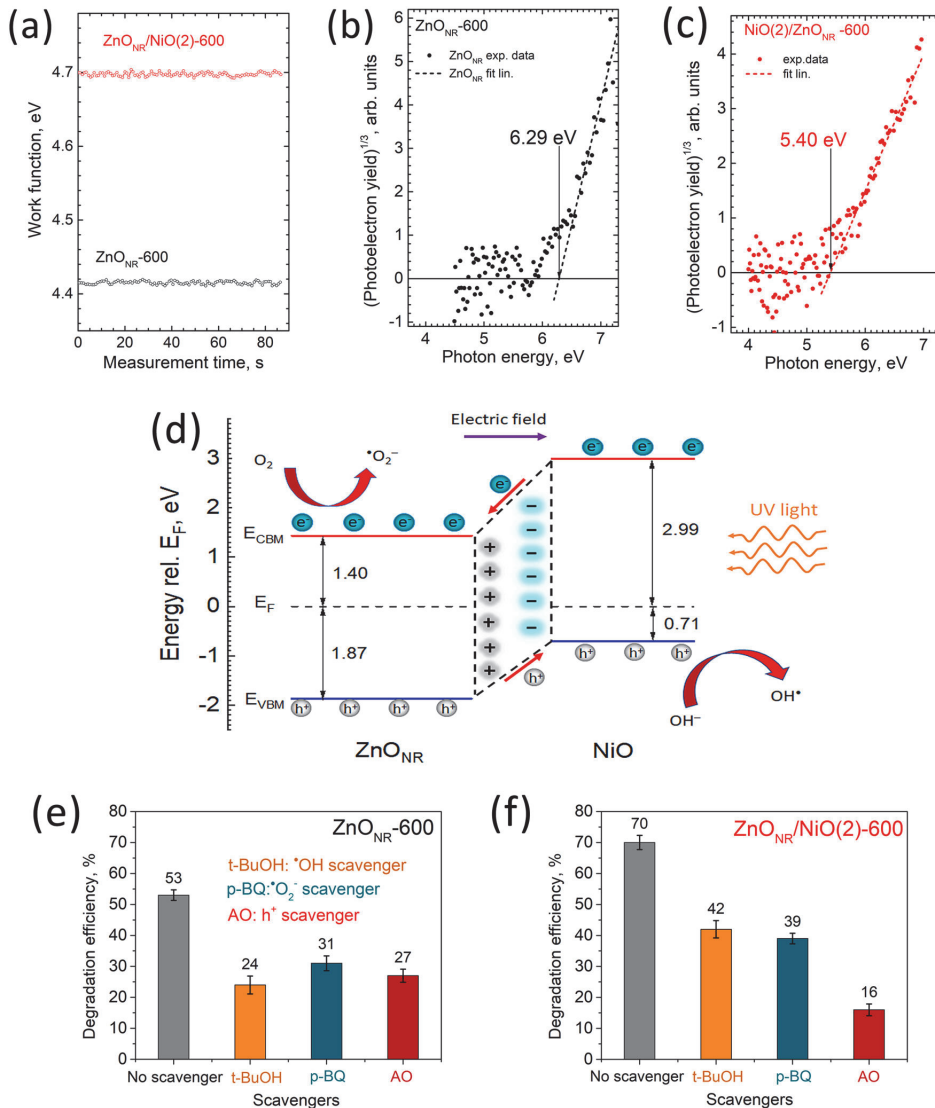 (a)
ZnO_NR/NiO(2)-600
4.7
4.6
4.5
4.4
Work function, eV
ZnO_NR-600
0 20 40 60 80
Measurement time, s
(b)
ZnO_NR-600
ZnO_NR exp. data
ZnO_NR fit lin.
6.29 eV
6
5
4
3
2
1
0
-1
(Photoelectron yield)^1/3, arb. units
4 5 6 7
Photon energy, eV
(c)
NiO(2)/ZnO_NR-600
exp.data
fit lin.
5.40 eV
4
3
2
1
0
-1
(Photoelectron yield)^1/3, arb. units
3 4 5 6 7
Photon energy, eV
(d)
Electric field
O₂
•O₂⁻
3
2
1
0
-1
-2
Energy rel. E_F, eV
e⁻ e⁻ e⁻
e⁻
e⁻ e⁻ e⁻ e⁻
E_CBM
1.40
E_F
1.87
E_VBM
+ + + + + +
− − − − − −
2.99
0.71
UV light
h⁺ h⁺ h⁺
h⁺
h⁺ h⁺ h⁺ h⁺
OH⁻
OH•
ZnO_NR
NiO
(e)
ZnO_NR-600
t-BuOH: •OH scavenger
p-BQ:•O₂⁻ scavenger
AO: h⁺ scavenger
80
70
60
50
40
30
20
10
0
Degradation efficiency, %
53
24
31
27
No scavenger t-BuOH p-BQ AO
Scavengers
(f)
ZnO_NR/NiO(2)-600
80
70
60
50
40
30
20
10
0
Degradation efficiency, %
70
42
39
16
No scavenger t-BuOH p-BQ AO
Scavengers